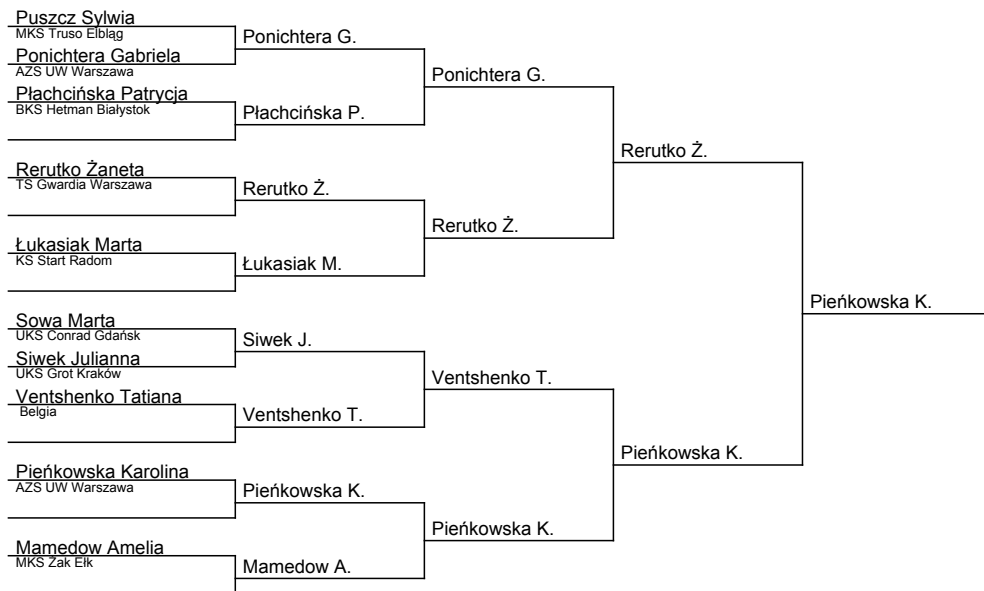 Puszcz Sylwia
MKS Truso Elbląg
Ponichtera Gabriela
AZS UW Warszawa
Płachcińska Patrycja
BKS Hetman Białystok
Rerutko Żaneta
TS Gwardia Warszawa
Łukasiak Marta
KS Start Radom
Sowa Marta
UKS Conrad Gdańsk
Siwek Julianna
UKS Grot Kraków
Ventshenko Tatiana
Belgia
Pieńkowska Karolina
AZS UW Warszawa
Mamedow Amelia
MKS Żak Ełk
Ponichtera G.
Płachcińska P.
Rerutko Ż.
Łukasiak M.
Siwek J.
Ventshenko T.
Pieńkowska K.
Mamedow A.
Ponichtera G.
Rerutko Ż.
Ventshenko T.
Pieńkowska K.
Rerutko Ż.
Pieńkowska K.
Pieńkowska K.